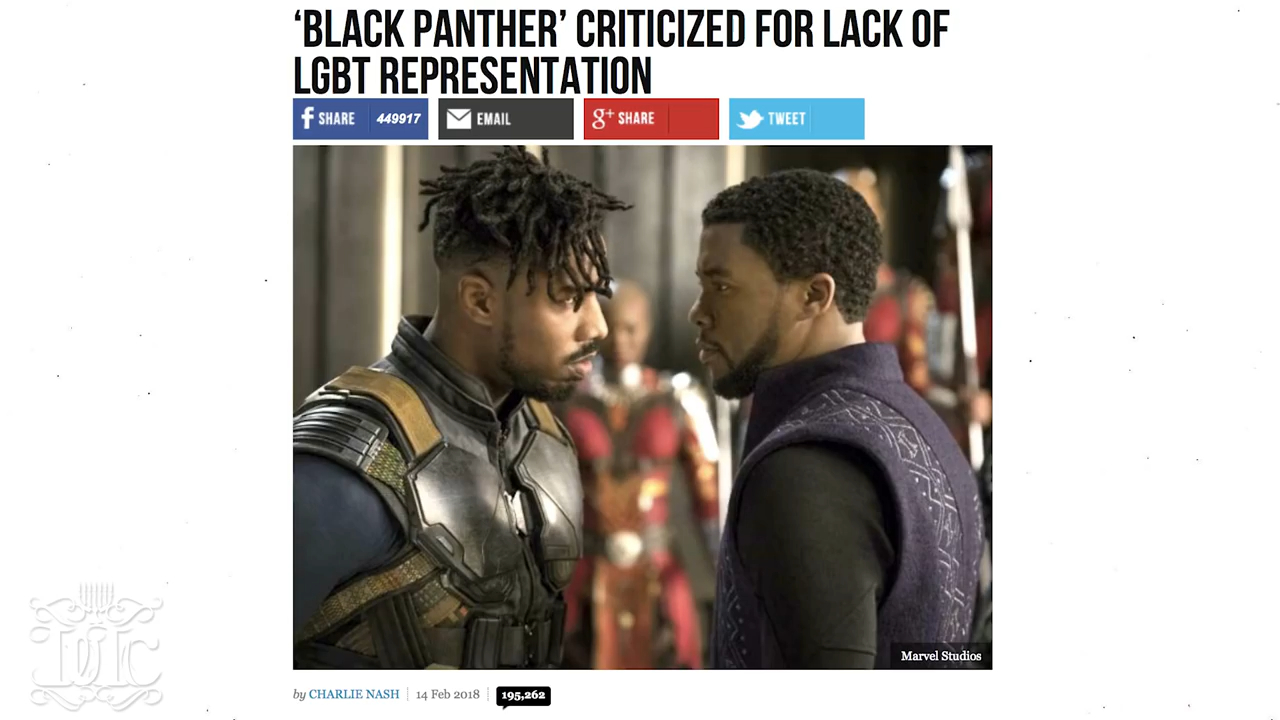 ‘BLACK PANTHER’ CRITICIZED FOR LACK OF
LGBT REPRESENTATION
f SHARE 449917 EMAIL g+ SHARE TWEET
Marvel Studios
by CHARLIE NASH | 14 Feb 2018 | 195,262